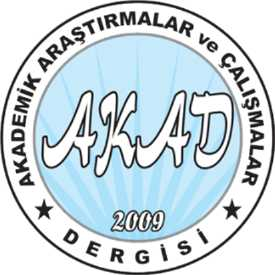 AKADEMİK ARAŞTIRMALAR ve ÇALIŞMALAR
AKAD
2009
DERGİSİ